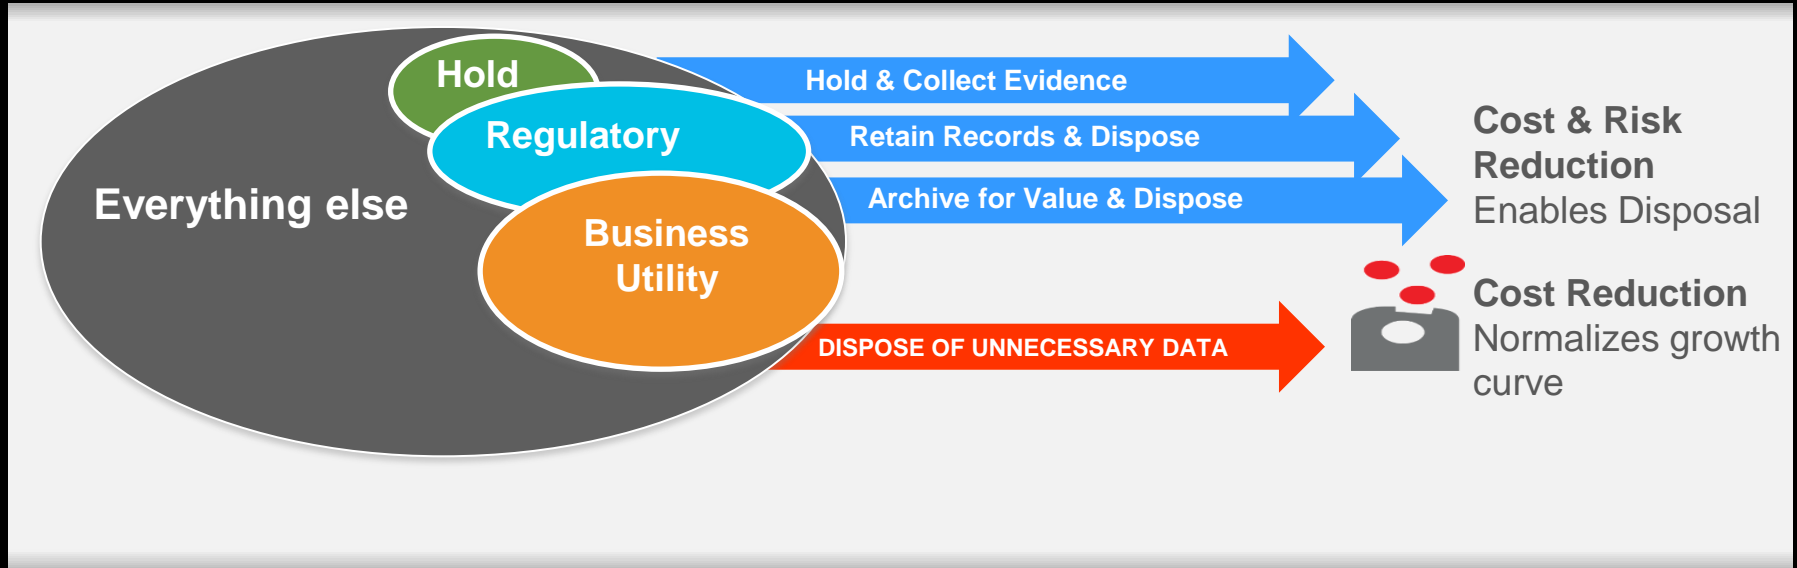 Hold
Regulatory
Everything else
Business
Utility
Hold & Collect Evidence
Retain Records & Dispose
Archive for Value & Dispose
DISPOSE OF UNNECESSARY DATA
Cost & Risk
Reduction
Enables Disposal
Cost Reduction
Normalizes growth
curve